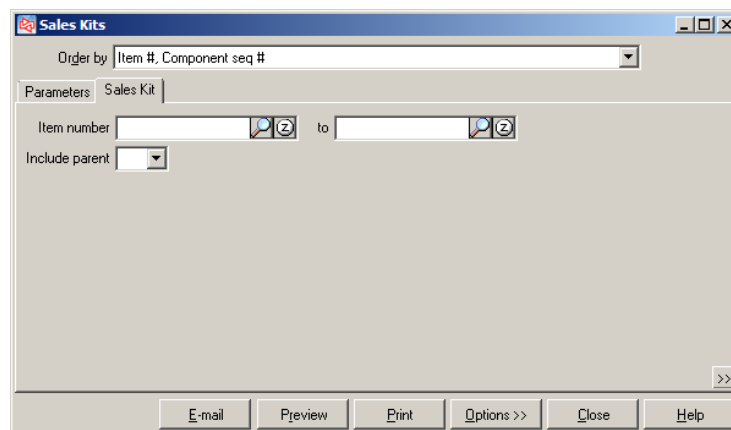 Sales Kits
Order by Item #, Component seq #
Parameters Sales Kit
Item number Z to Z
Include parent
>>
E-mail Preview Print Options >> Close Help